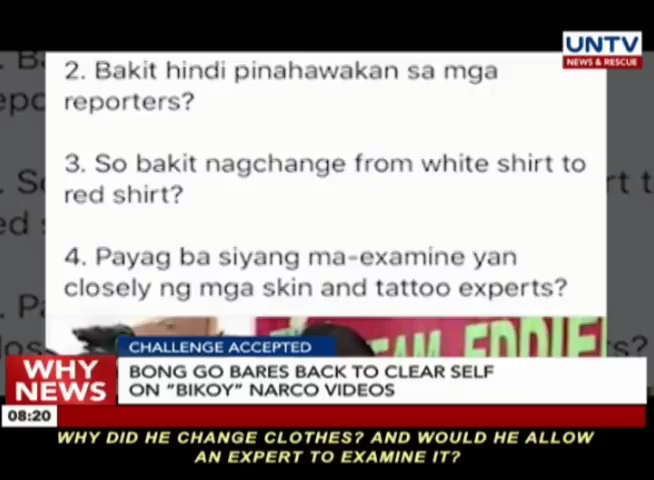 UNTV
NEWS & RESCUE
2. Bakit hindi pinahawakan sa mga
reporters?
3. So bakit nagchange from white shirt to
red shirt?
4. Payag ba siyang ma-examine yan
closely ng mga skin and tattoo experts?
EDDIE
CHALLENGE ACCEPTED
WHY
NEWS
BONG GO BARES BACK TO CLEAR SELF
ON "BIKOY" NARCO VIDEOS
08:20
WHY DID HE CHANGE CLOTHES? AND WOULD HE ALLOW
AN EXPERT TO EXAMINE IT?